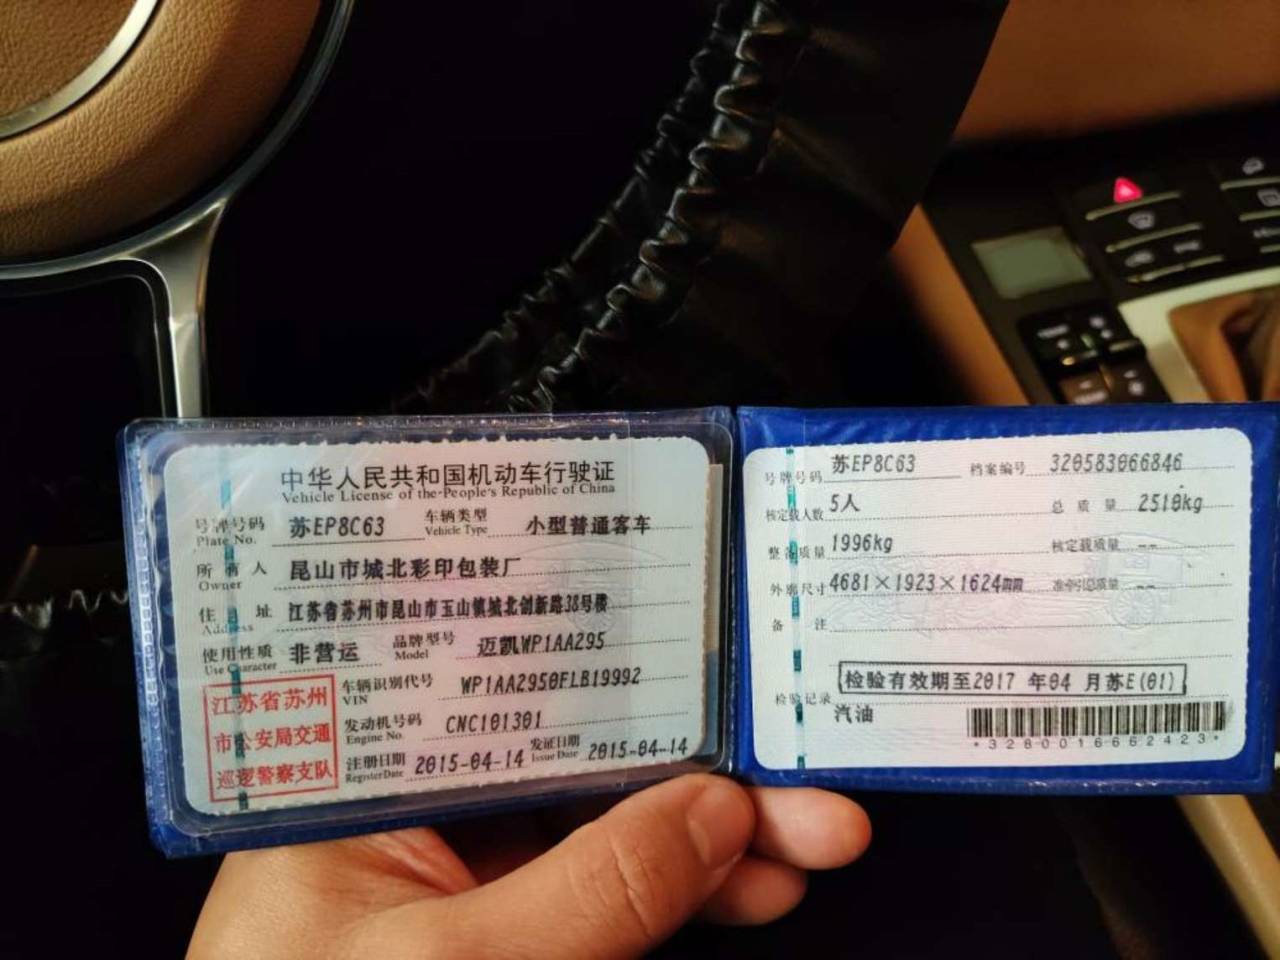 中华人民共和国机动车行驶证
Vehicle License of the People's Republic of China
号牌号码 苏EP8C63 车辆类型 小型普通客车
Plate No. Vehicle Type
所有人 昆山市城北彩印包装厂
Owner
住址 江苏省苏州市昆山市玉山镇城北创新路38号楼
Address
使用性质 非营运 品牌型号 迈凯WP1AA295
Use Character Model
江苏省苏州
市公安局交通
巡逻警察支队
车辆识别代号 WP1AA2950FLB19992
VIN
发动机号码 CNC101301
Engine No.
注册日期 2015-04-14 发证日期 2015-04-14
Register Date Issue Date
号牌号码 苏EP8C63 档案编号 320583066846
核定载人数 5人 总质量 2510kg
整备质量 1996kg 核定载质量 --
外廓尺寸 4681×1923×1624mm 准牵引总质量 --
备注
检验有效期至2017 年04 月苏E(01)
检验记录
汽油
*3280016662423*